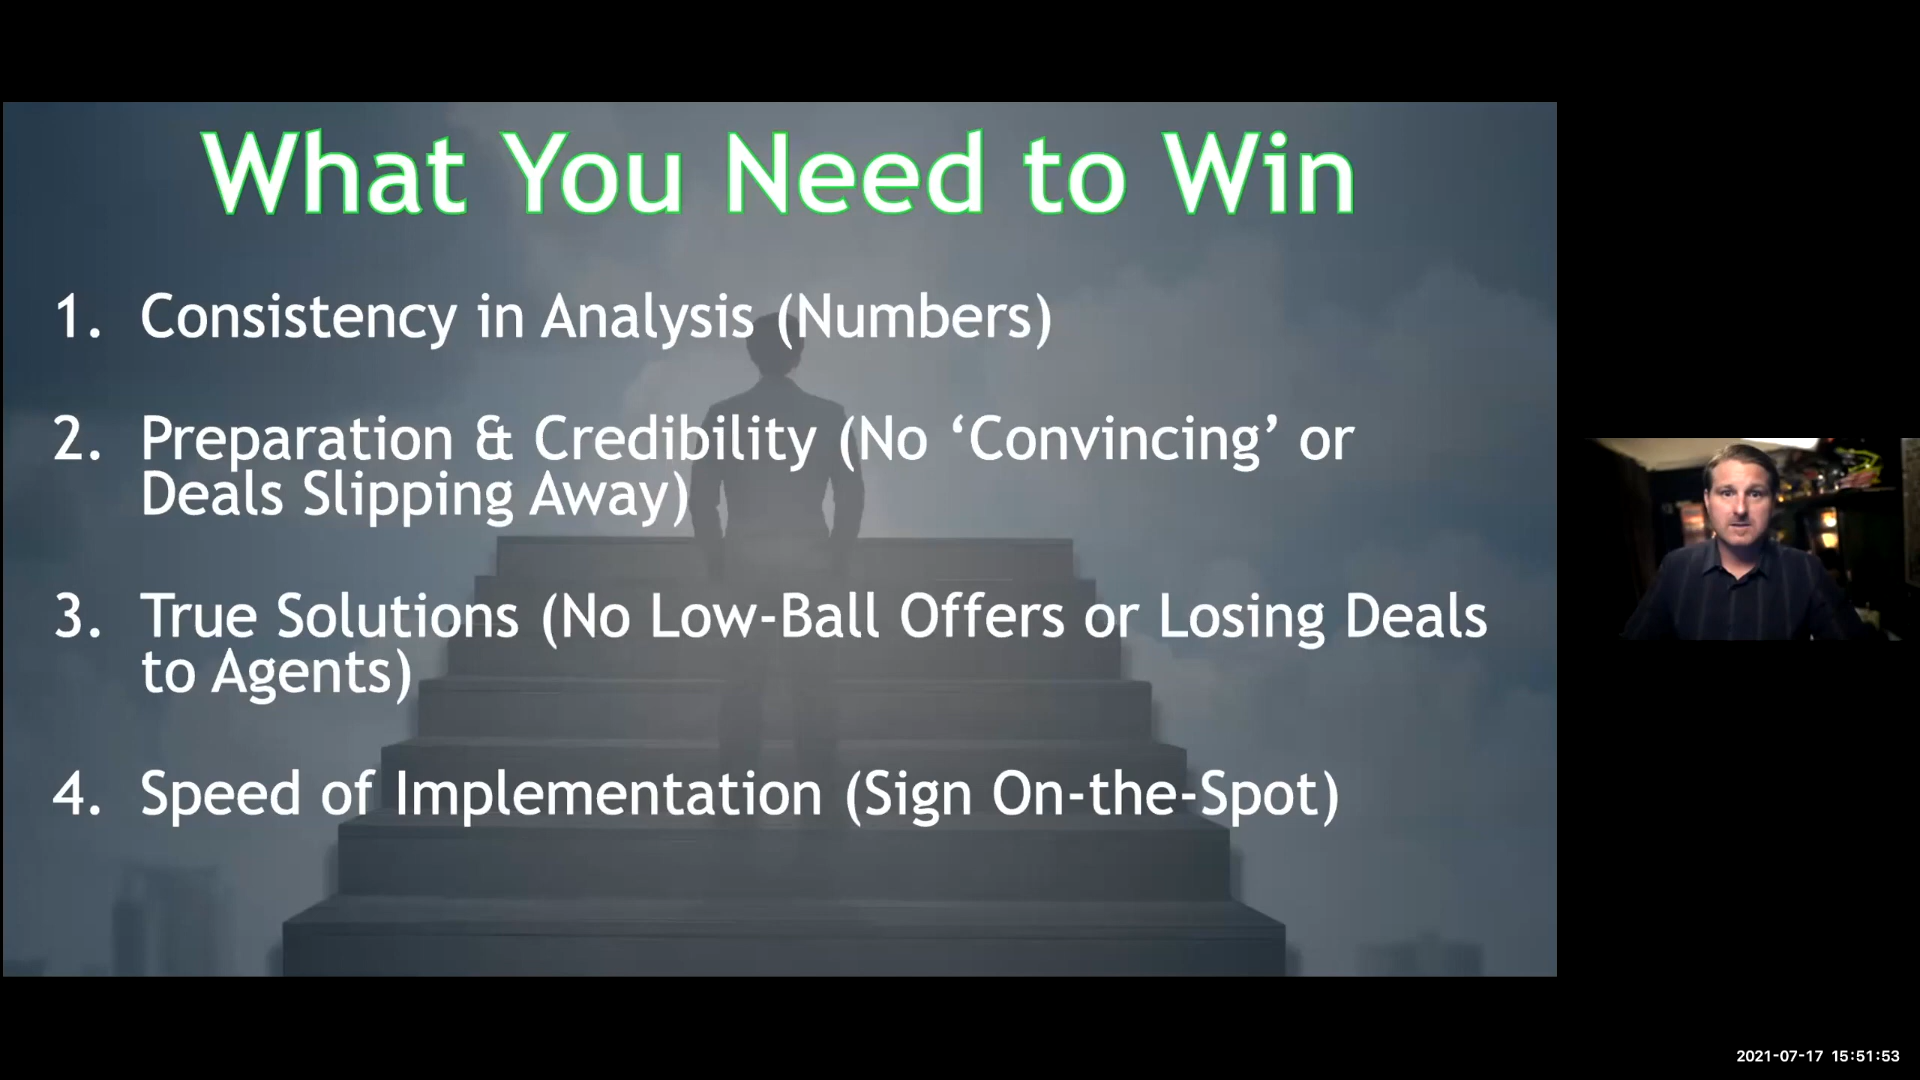 What You Need to Win
1. Consistency in Analysis (Numbers)
2. Preparation & Credibility (No ‘Convincing’ or
Deals Slipping Away)
3. True Solutions (No Low-Ball Offers or Losing Deals
to Agents)
4. Speed of Implementation (Sign On-the-Spot)
2021-07-17 15:51:53